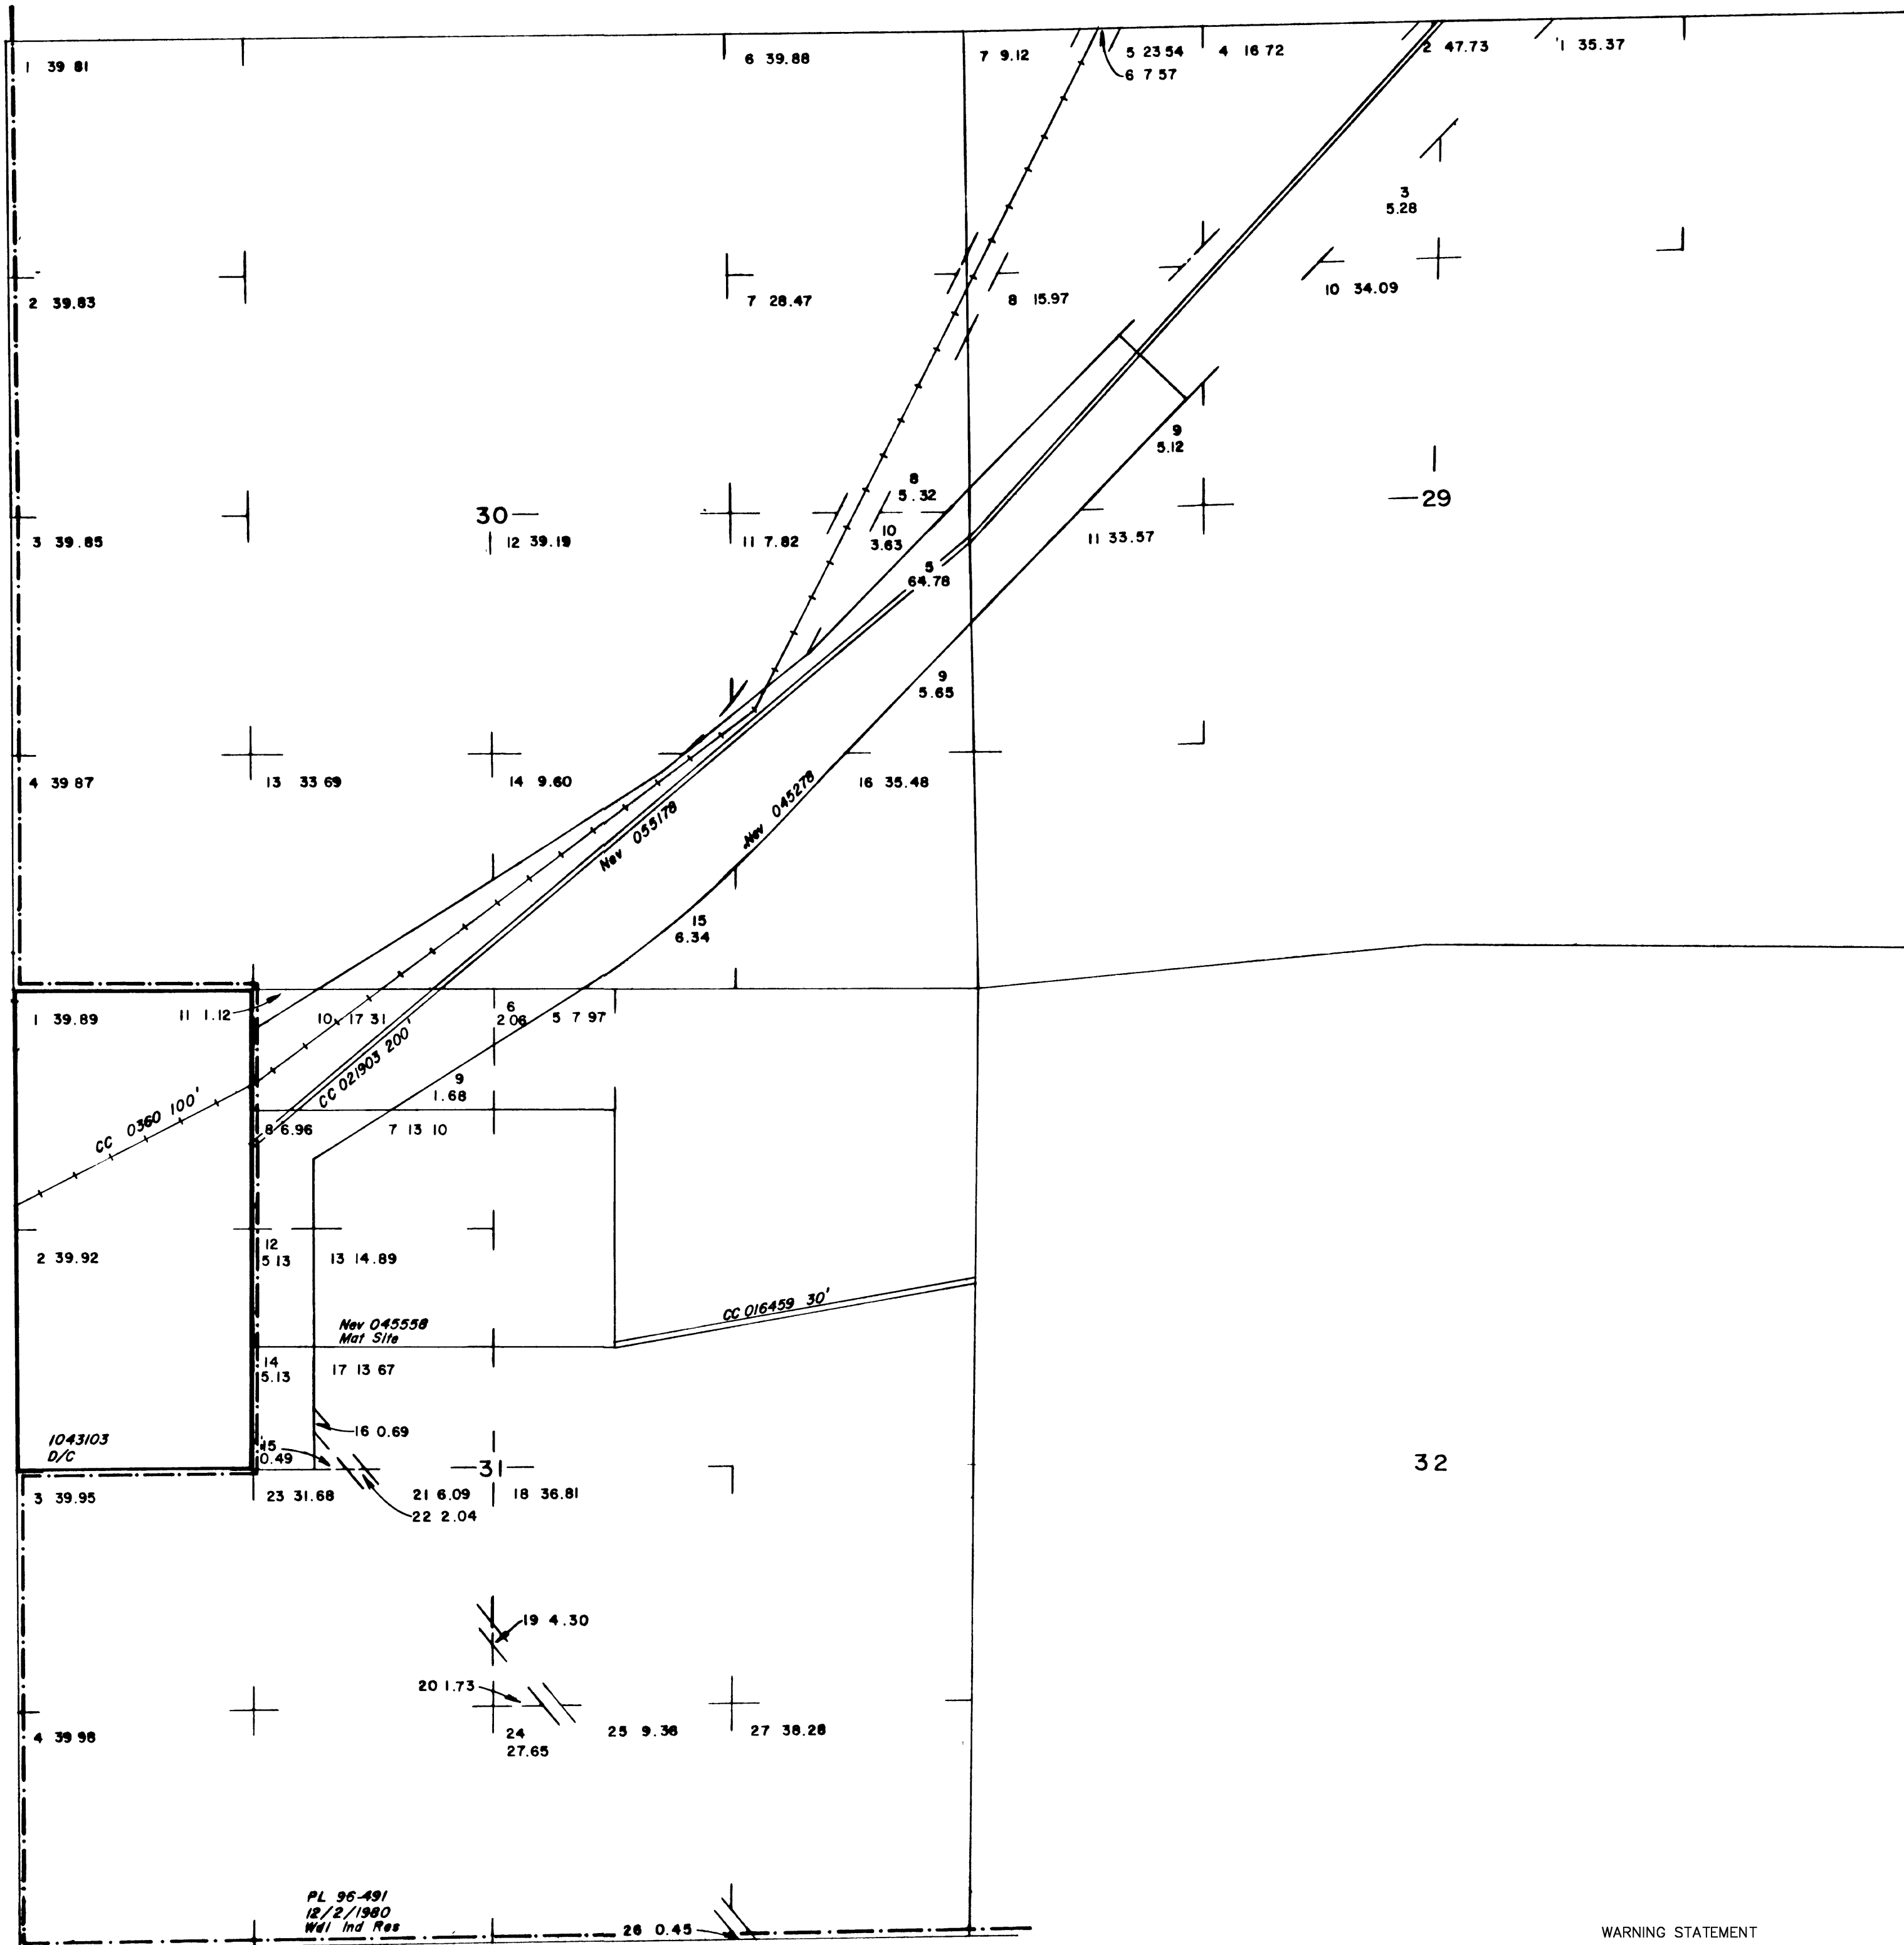 1 39 81
6 39.88
7 9.12
5 23 54
4 16 72
2 47.73
1 35.37
6 7 57
3
5.28
2 39.83
7 28.47
8 15.97
10 34.09
9
5.12
8
5.32
30
29
3 39.85
12 39.19
11 7.82
10
3.63
11 33.57
5
64.78
9
5.65
4 39 87
13 33 69
14 9.60
16 35.48
Nev 055178
Nev 045278
15
6.34
1 39.89
11 1.12
10 17 31
6
2 06
5 7 97
CC 021903 200'
CC 0360 100'
9
1.68
8 6.96
7 13 10
2 39.92
12
5 13
13 14.89
CC 016459 30'
Nev 045558
Mat Site
14
5.13
17 13 67
16 0.69
1043103
D/C
15
0.49
31
32
3 39.95
23 31.68
21 6.09
18 36.81
22 2.04
19 4.30
20 1.73
4 39 98
24
27.65
25 9.36
27 38.28
PL 96-491
12/2/1980
Wdl Ind Res
26 0.45
WARNING STATEMENT